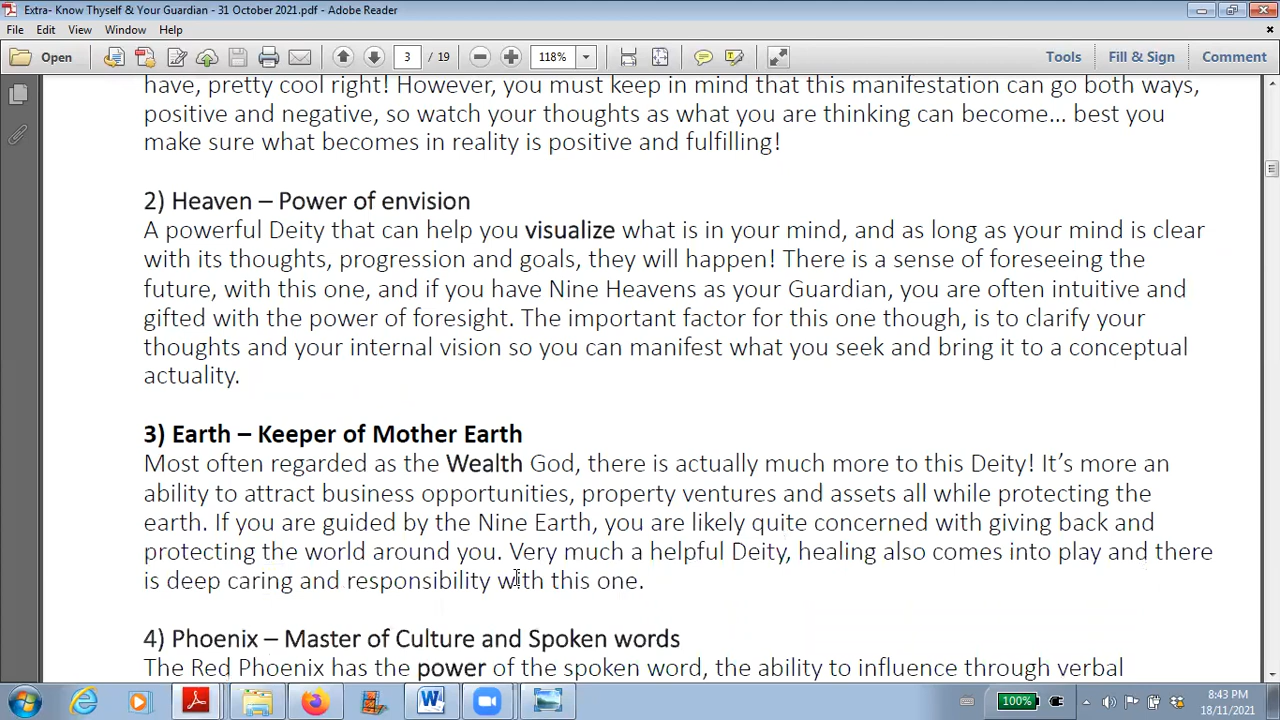 Extra- Know Thyself & Your Guardian - 31 October 2021.pdf - Adobe Reader
File Edit View Window Help
Open 3 / 19 118% Tools Fill & Sign Comment
have, pretty cool right! However, you must keep in mind that this manifestation can go both ways,
positive and negative, so watch your thoughts as what you are thinking can become... best you
make sure what becomes in reality is positive and fulfilling!
2) Heaven – Power of envision
A powerful Deity that can help you visualize what is in your mind, and as long as your mind is clear
with its thoughts, progression and goals, they will happen! There is a sense of foreseeing the
future, with this one, and if you have Nine Heavens as your Guardian, you are often intuitive and
gifted with the power of foresight. The important factor for this one though, is to clarify your
thoughts and your internal vision so you can manifest what you seek and bring it to a conceptual
actuality.
3) Earth – Keeper of Mother Earth
Most often regarded as the Wealth God, there is actually much more to this Deity! It's more an
ability to attract business opportunities, property ventures and assets all while protecting the
earth. If you are guided by the Nine Earth, you are likely quite concerned with giving back and
protecting the world around you. Very much a helpful Deity, healing also comes into play and there
is deep caring and responsibility with this one.
4) Phoenix – Master of Culture and Spoken words
The Red Phoenix has the power of the spoken word, the ability to influence through verbal
100% 8:43 PM
18/11/2021